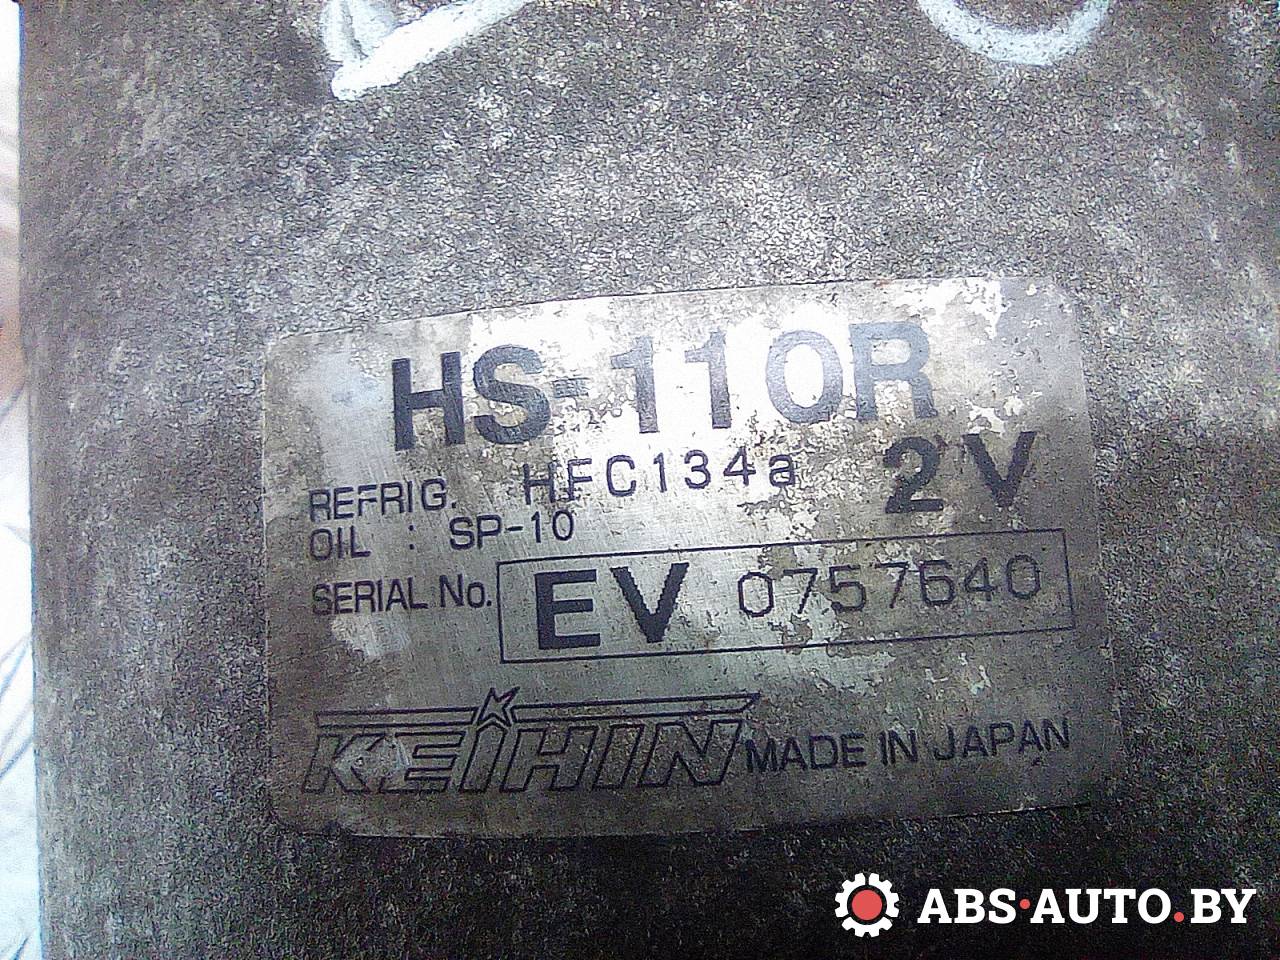 HS-110R
REFRIG. HFC134a 2V
OIL : SP-10
SERIAL No. EV 0757640
KEIHIN MADE IN JAPAN
ABS·AUTO.BY